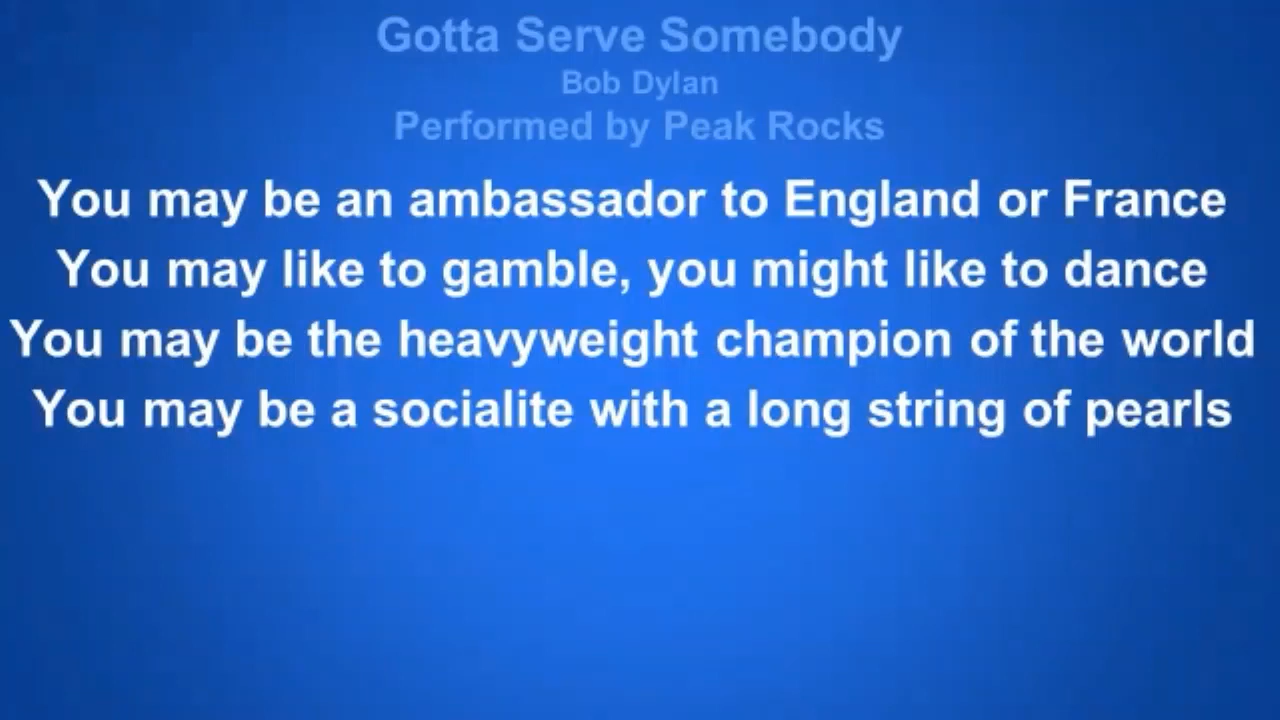 Gotta Serve Somebody
Bob Dylan
Performed by Peak Rocks
You may be an ambassador to England or France
You may like to gamble, you might like to dance
You may be the heavyweight champion of the world
You may be a socialite with a long string of pearls